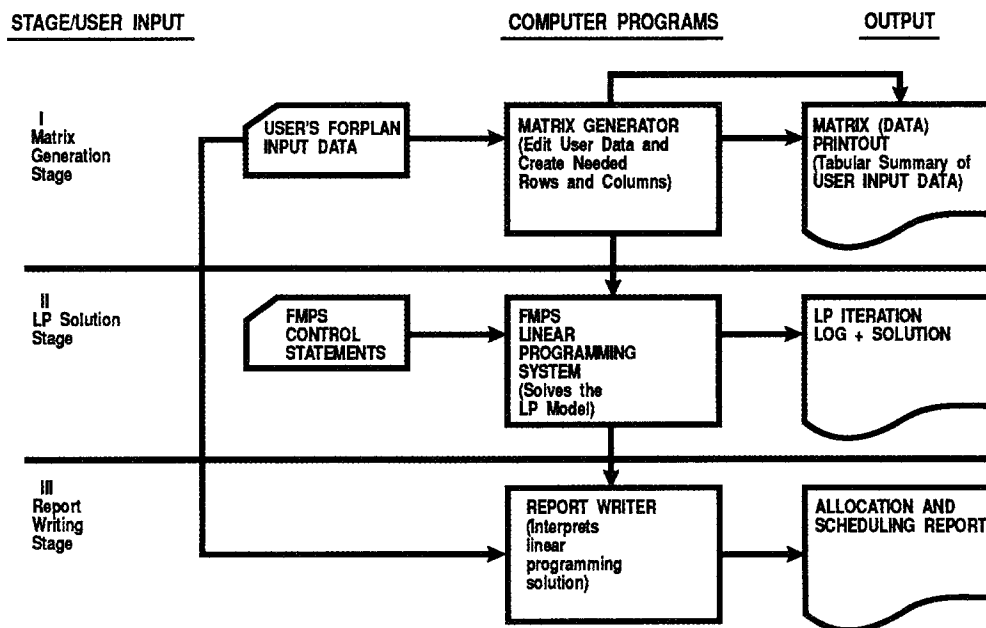 STAGE/USER INPUT
COMPUTER PROGRAMS
OUTPUT
I
Matrix
Generation
Stage
USER'S FORPLAN
INPUT DATA
MATRIX GENERATOR
(Edit User Data and
Create Needed
Rows and Columns)
MATRIX (DATA)
PRINTOUT
(Tabular Summary of
USER INPUT DATA)
II
LP Solution
Stage
FMPS
CONTROL
STATEMENTS
FMPS
LINEAR
PROGRAMMING
SYSTEM
(Solves the
LP Model)
LP ITERATION
LOG + SOLUTION
III
Report
Writing
Stage
REPORT WRITER
(Interprets
linear
programming
solution)
ALLOCATION AND
SCHEDULING REPORT